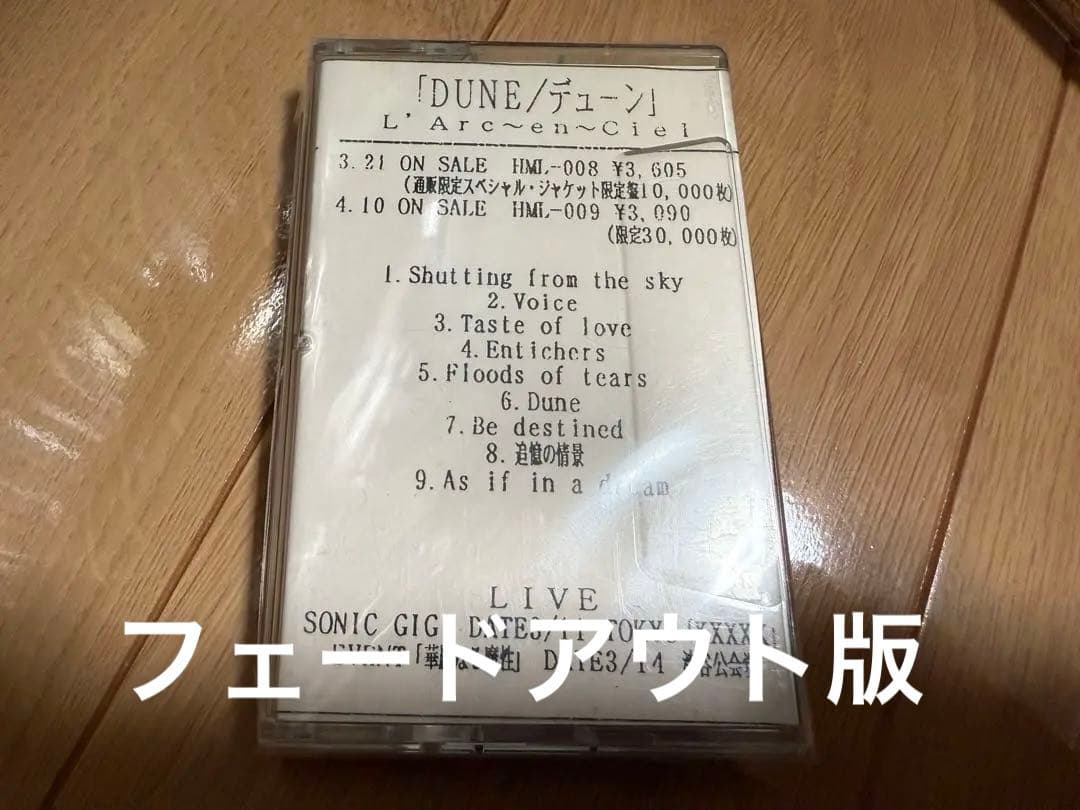 「DUNE/デューン」
L'Arc～en～Ciel
3.21 ON SALE HML-008 ¥3,605
(通販限定スペシャル・ジャケット限定盤10,000枚)
4.10 ON SALE HML-009 ¥3,090
(限定30,000枚)
1.Shutting from the sky
2.Voice
3.Taste of love
4.Entichers
5.Floods of tears
6.Dune
7.Be destined
8.追憶の情景
9.As if in a dream
LIVE
SONIC GIG TOKYO
EVENT DATE3/14
フェードアウト版